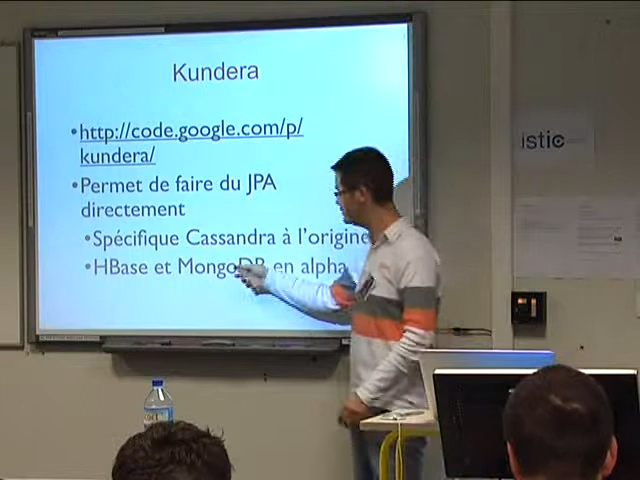 Kundera
•http://code.google.com/p/
kundera/
•Permet de faire du JPA
directement
•Spécifique Cassandra à l'origine
•HBase et MongoDB en alpha
istic